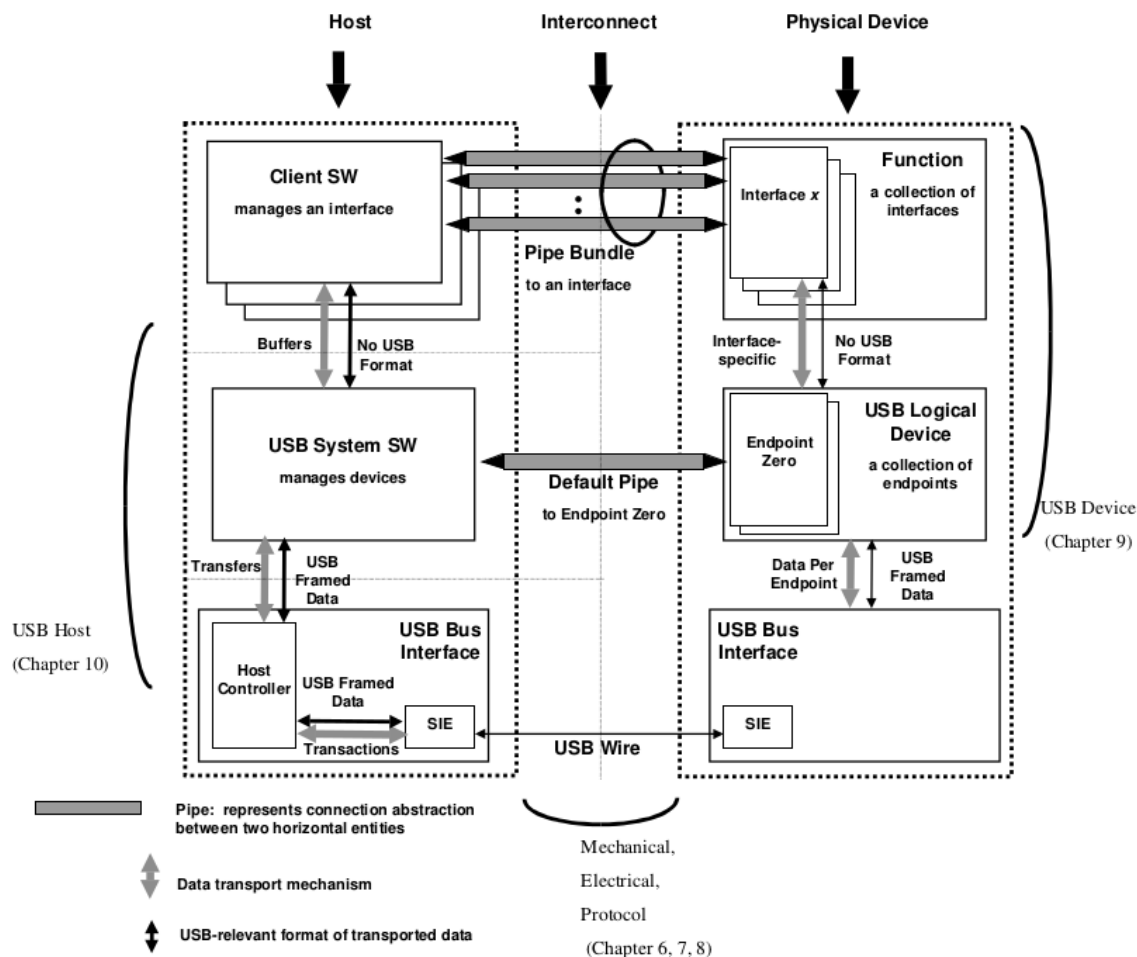 Host
Interconnect
Physical Device
Client SW
manages an interface
Pipe Bundle
to an interface
Interface x
Function
a collection of
interfaces
Buffers
No USB
Format
Interface-
specific
No USB
Format
USB System SW
manages devices
Default Pipe
to Endpoint Zero
Endpoint
Zero
USB Logical
Device
a collection of
endpoints
USB Device
(Chapter 9)
Transfers
USB
Framed
Data
Data Per
Endpoint
USB
Framed
Data
USB Host
(Chapter 10)
Host
Controller
USB Bus
Interface
USB Framed
Data
Transactions
SIE
USB Wire
USB Bus
Interface
SIE
Pipe: represents connection abstraction
between two horizontal entities
Data transport mechanism
USB-relevant format of transported data
Mechanical,
Electrical,
Protocol
(Chapter 6, 7, 8)